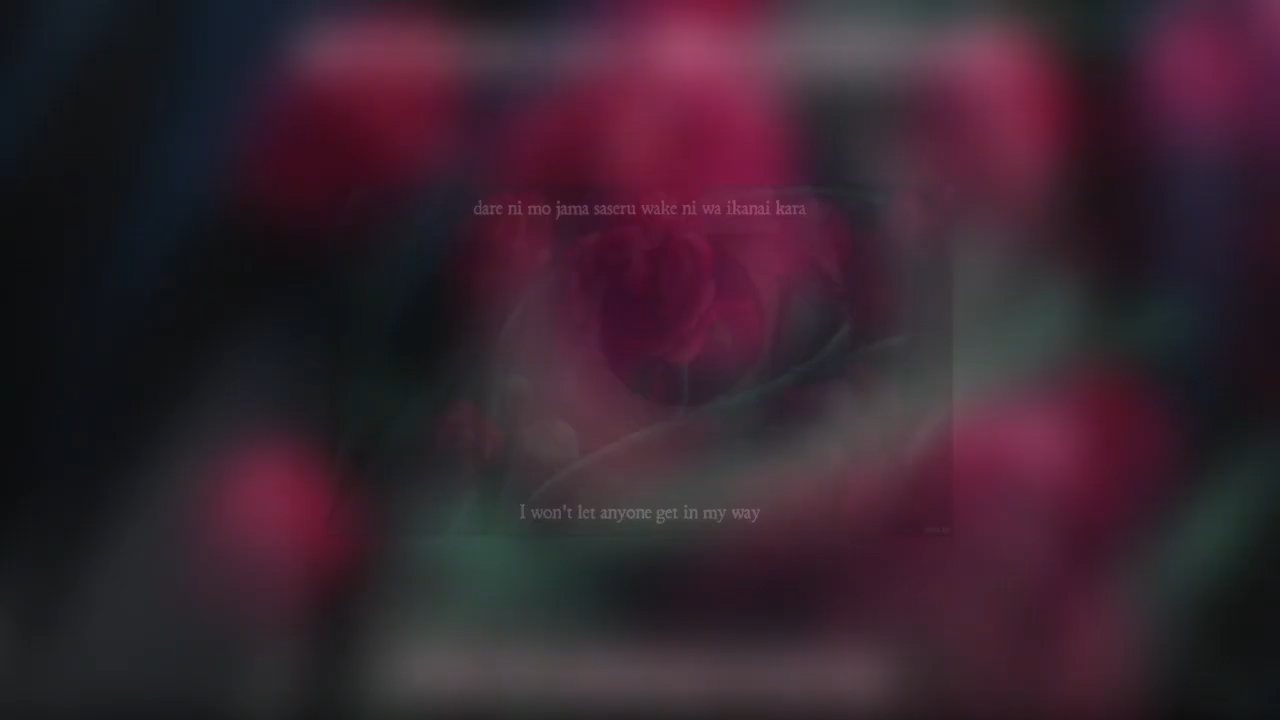 dare ni mo jama saseru wake ni wa ikanai kara
I won't let anyone get in my way